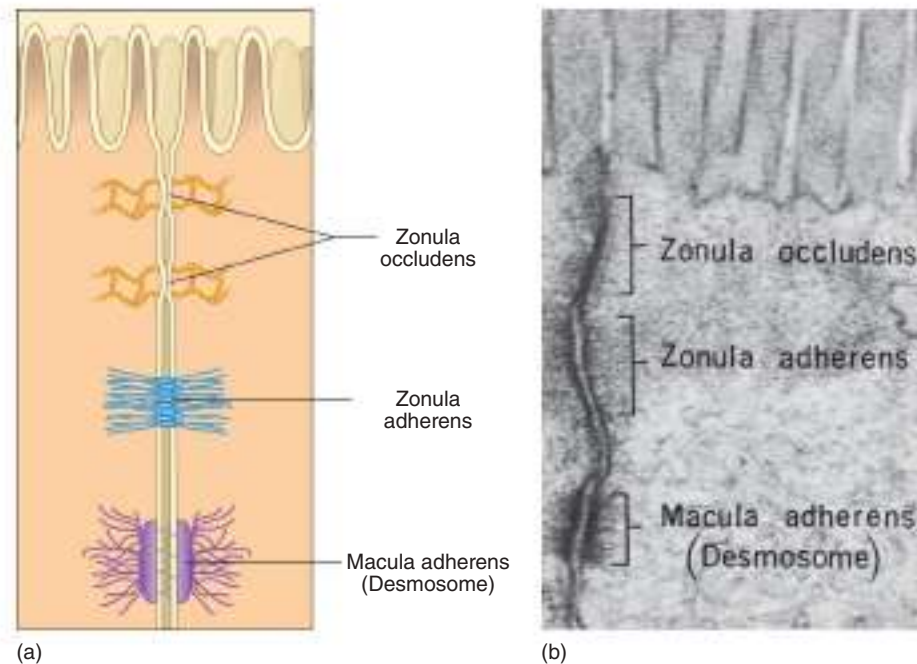 Zonula
occludens
Zonula
adherens
Macula adherens
(Desmosome)
(a)
Zonula occludens
Zonula adherens
Macula adherens
(Desmosome)
(b)